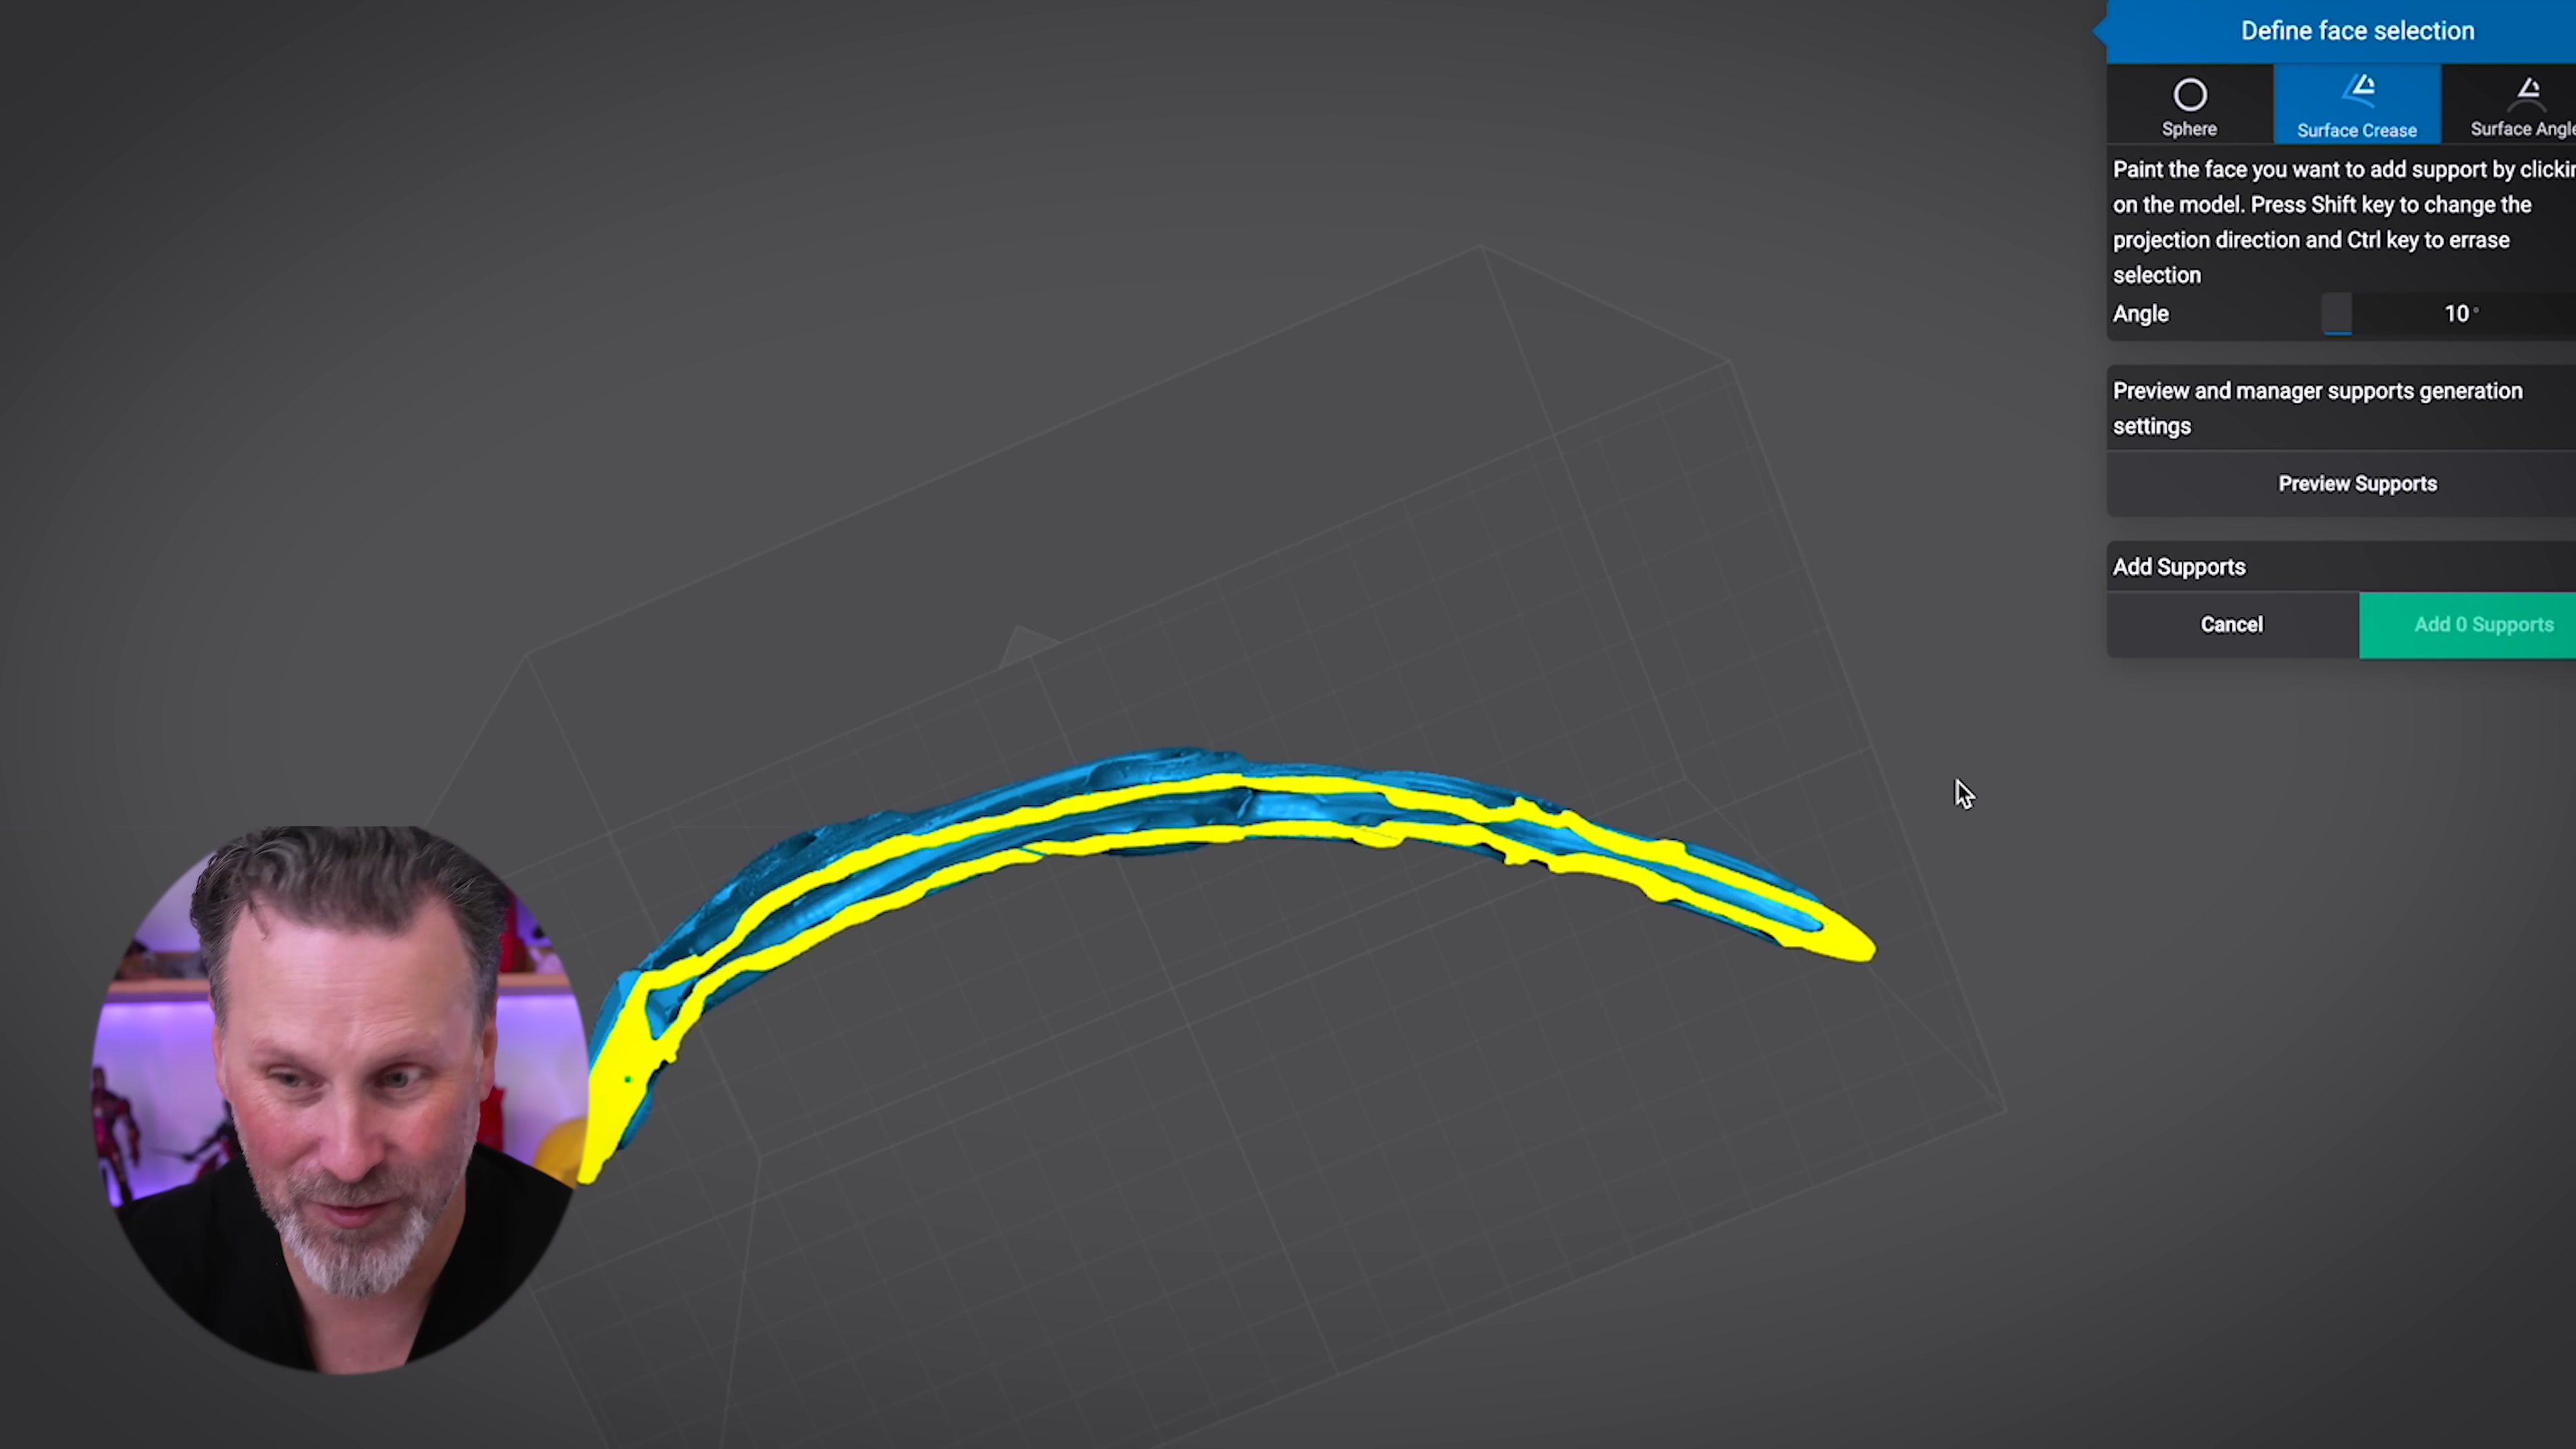 Define face selection
Sphere
Surface Crease
Surface Angle
Paint the face you want to add support by clickin
on the model. Press Shift key to change the
projection direction and Ctrl key to errase
selection
Angle
10°
Preview and manager supports generation
settings
Preview Supports
Add Supports
Cancel
Add 0 Supports